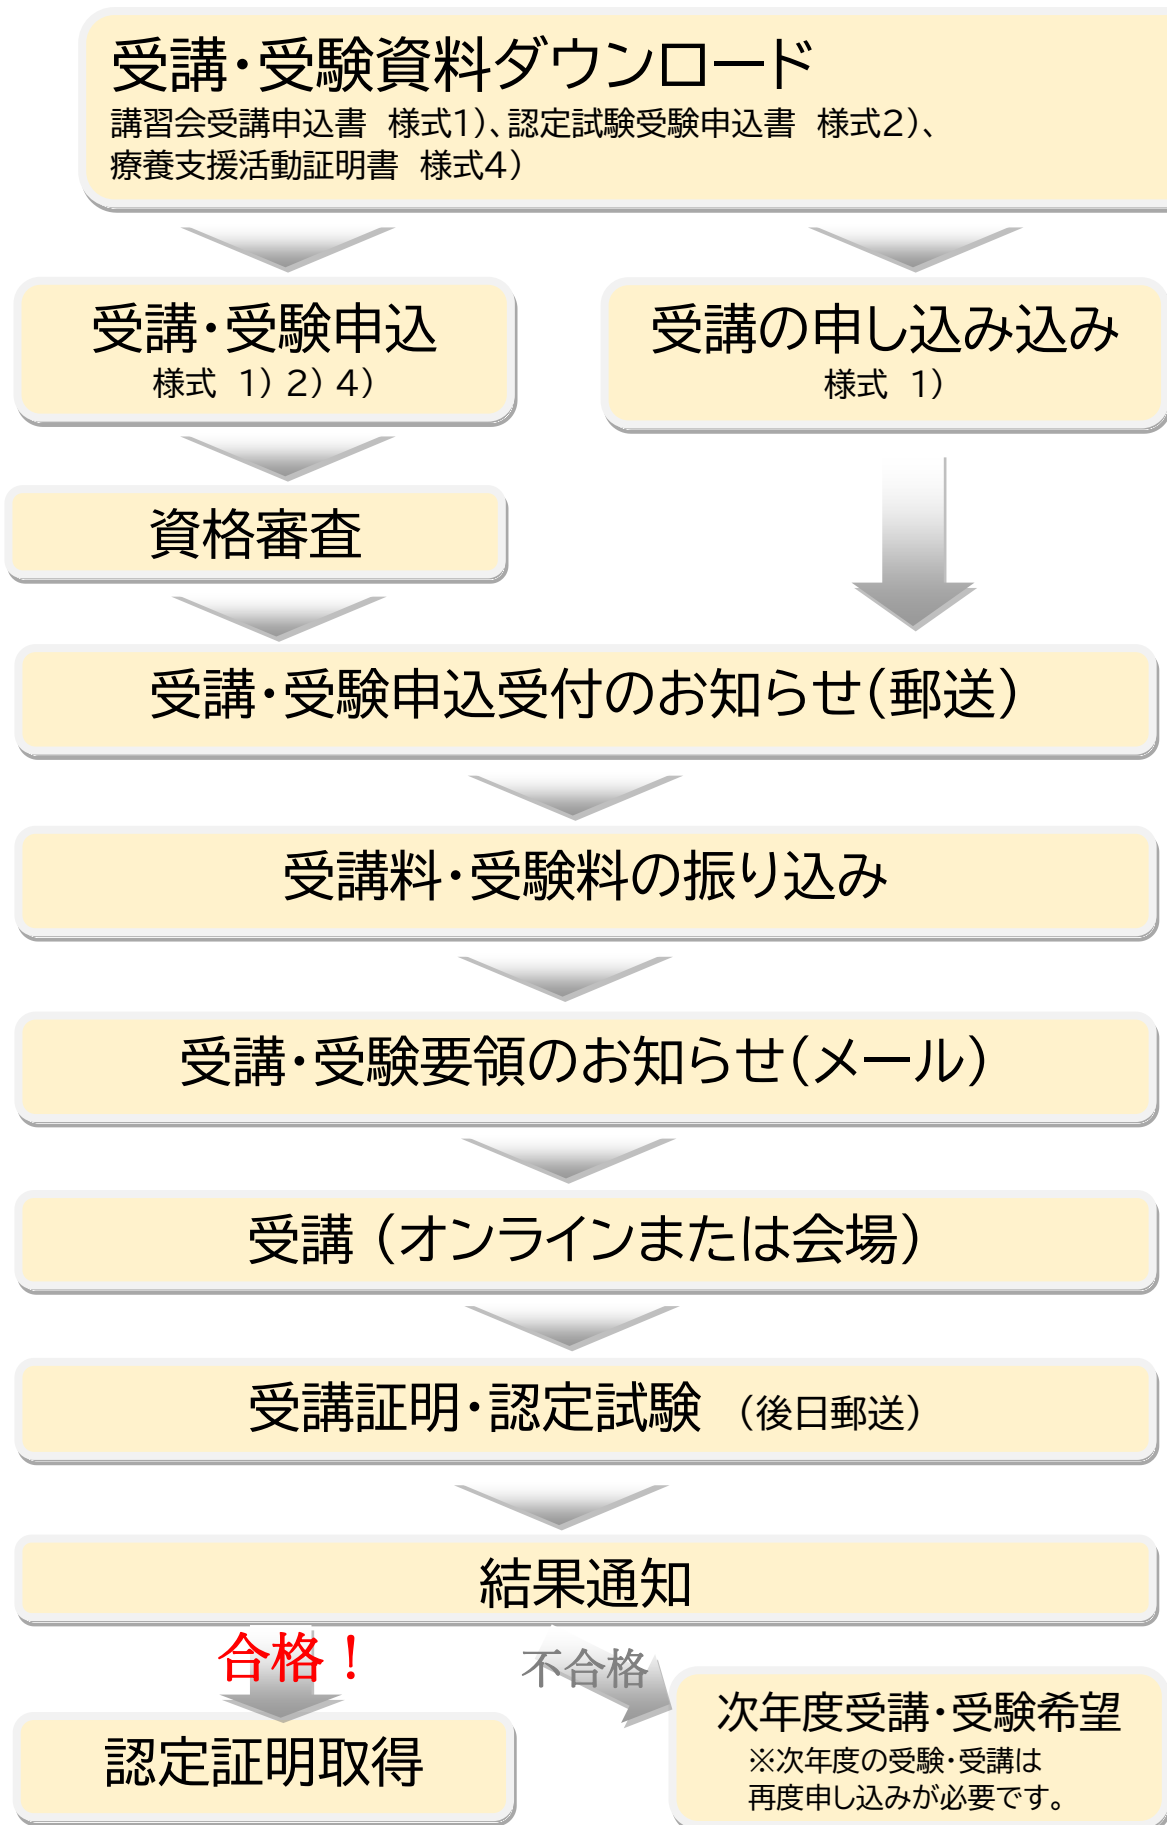 受講・受験資料ダウンロード
講習会受講申込書　様式1)、認定試験受験申込書　様式2)、
療養支援活動証明書　様式4)
受講・受験申込
様式　1) 2) 4)
受講の申し込み込み
様式　1)
資格審査
受講・受験申込受付のお知らせ(郵送)
受講料・受験料の振り込み
受講・受験要領のお知らせ(メール)
受講 (オンラインまたは会場)
受講証明・認定試験　(後日郵送)
結果通知
合格！
不合格
認定証明取得
次年度受講・受験希望
※次年度の受験・受講は
再度申し込みが必要です。